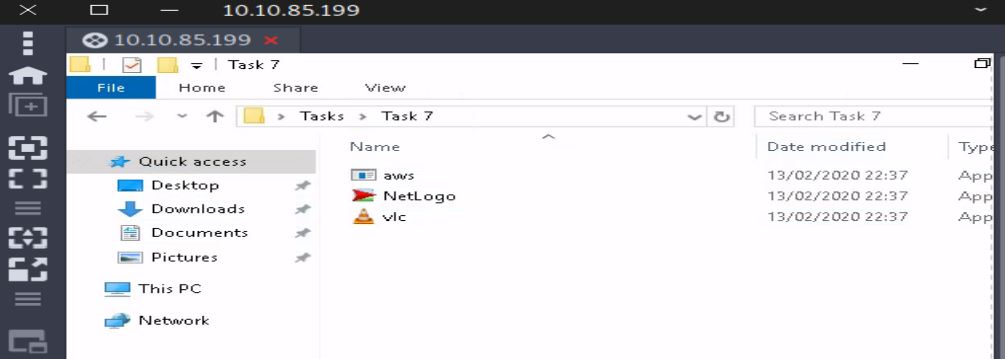 10.10.85.199
10.10.85.199
Task 7
File Home Share View
Tasks > Task 7 Search Task 7
Name Date modified Type
Quick access
aws 13/02/2020 22:37 App
Desktop
NetLogo 13/02/2020 22:37 App
Downloads
vlc 13/02/2020 22:37 App
Documents
Pictures
This PC
Network